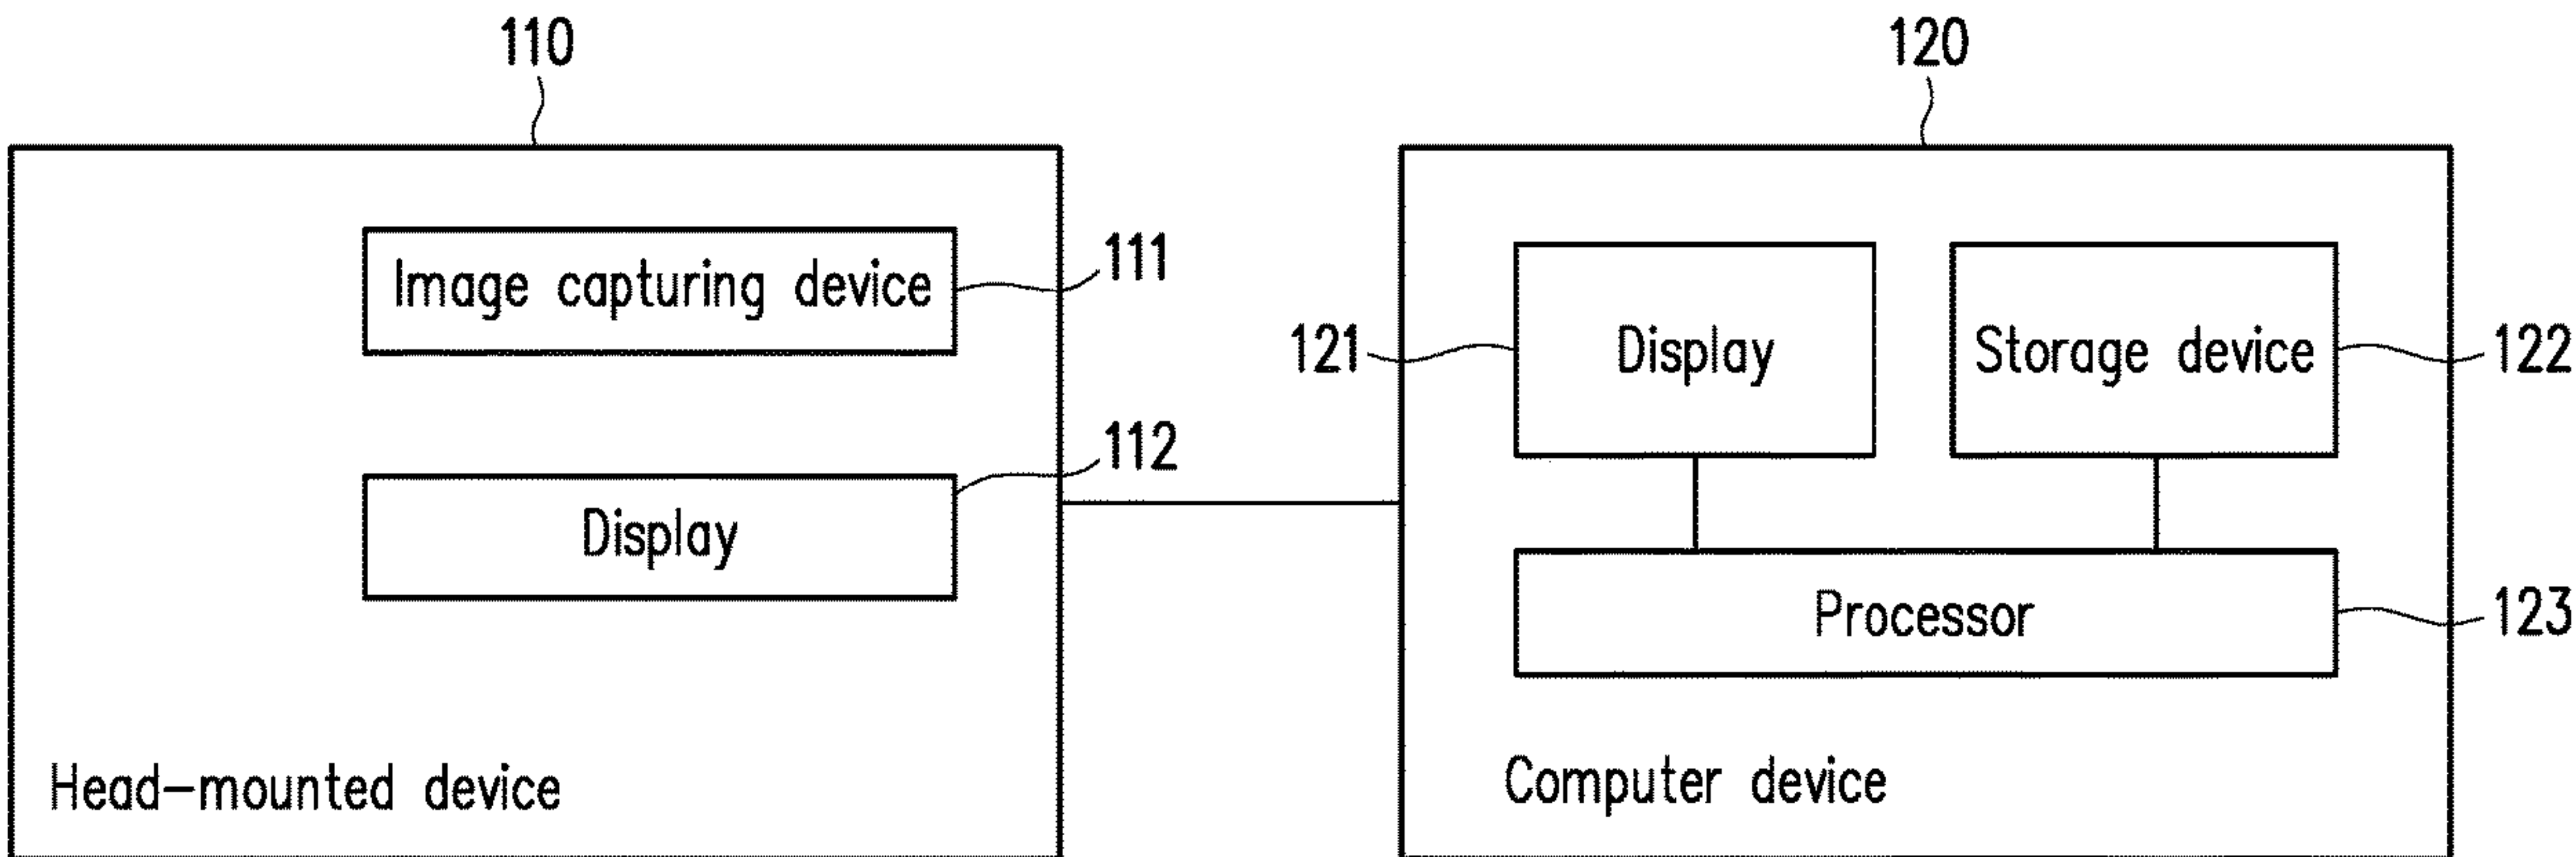 110
120
Image capturing device
111
121
Display
Storage device
122
112
Display
Processor
123
Head-mounted device
Computer device